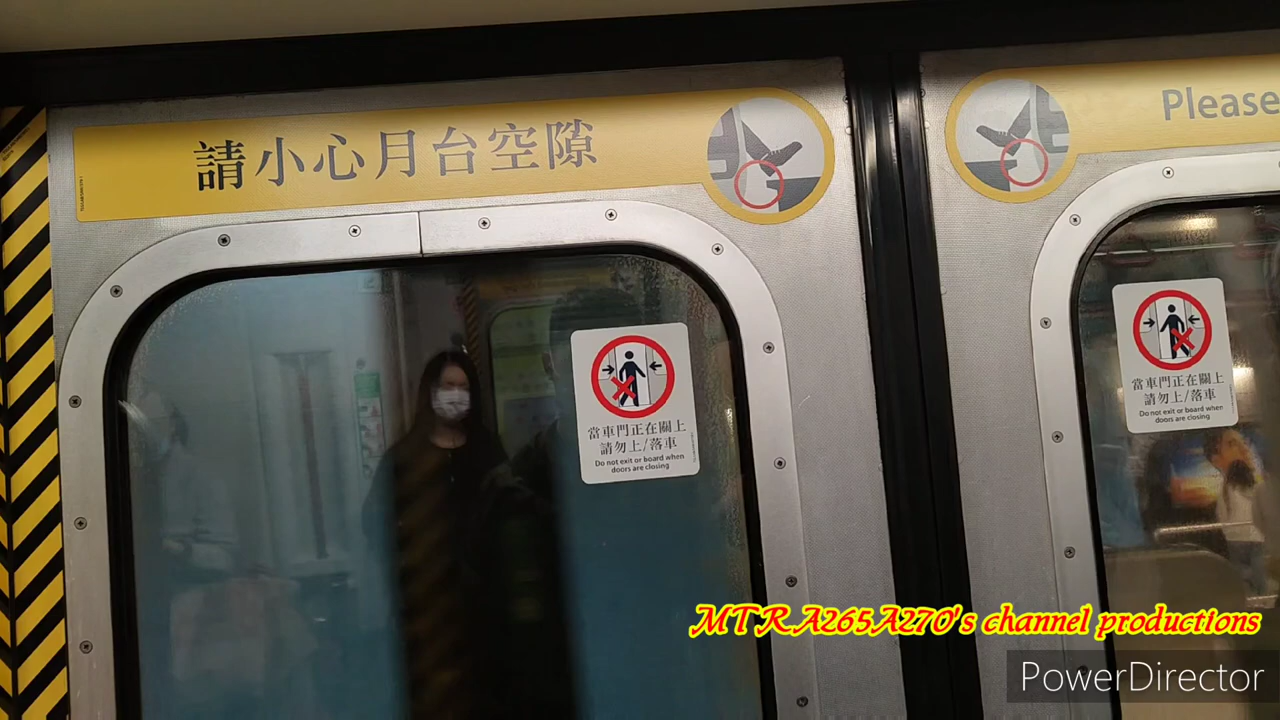 請小心月台空隙
Please
當車門正在關上
請勿上/落車
Do not exit or board when
doors are closing
當車門正在關上
請勿上/落車
Do not exit or board when
doors are closing
MTR A265A270's channel productions
PowerDirector